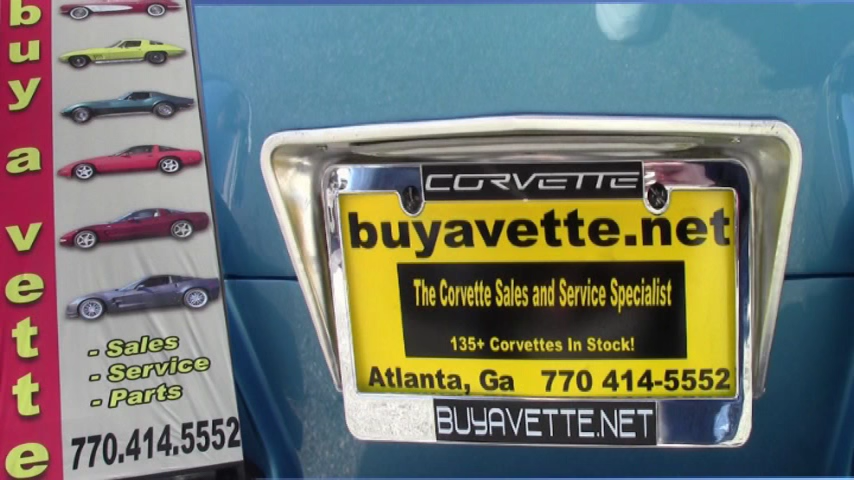 buy a vette
- Sales
- Service
- Parts
770.414.5552
CORVETTE
buyavette.net
The Corvette Sales and Service Specialist
135+ Corvettes In Stock!
Atlanta, Ga 770 414-5552
BUYAVETTE.NET